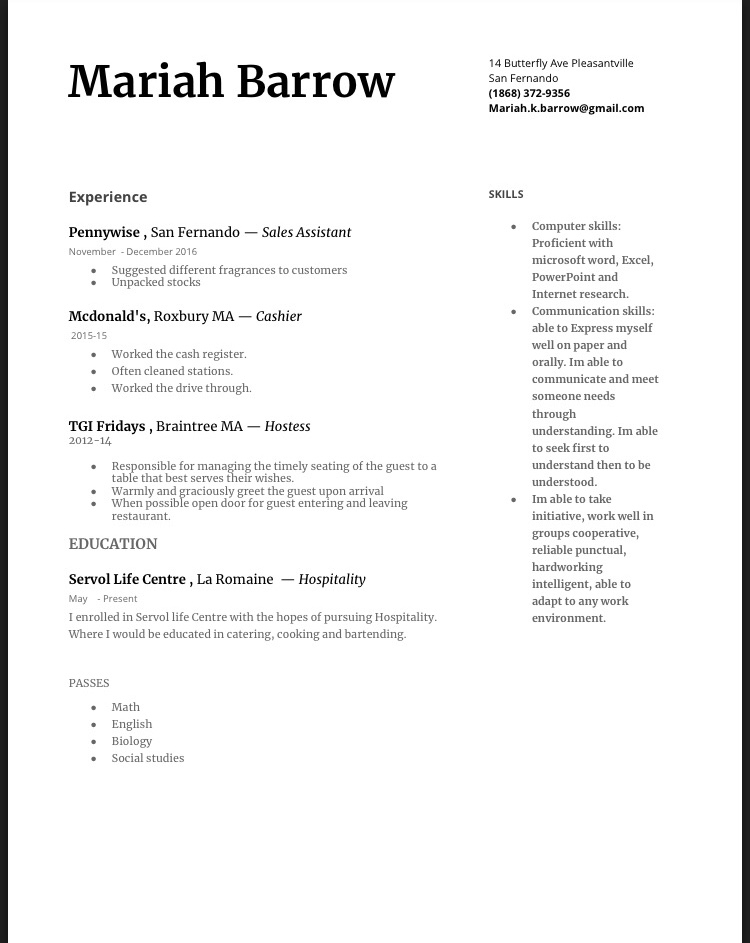 Mariah Barrow
14 Butterfly Ave Pleasantville
San Fernando
(1868) 372-9356
Mariah.k.barrow@gmail.com
Experience
Pennywise , San Fernando — Sales Assistant
November - December 2016
● Suggested different fragrances to customers
● Unpacked stocks
Mcdonald's, Roxbury MA — Cashier
2015-15
● Worked the cash register.
● Often cleaned stations.
● Worked the drive through.
TGI Fridays , Braintree MA — Hostess
2012-14
● Responsible for managing the timely seating of the guest to a
table that best serves their wishes.
● Warmly and graciously greet the guest upon arrival
● When possible open door for guest entering and leaving
restaurant.
EDUCATION
Servol Life Centre , La Romaine — Hospitality
May - Present
I enrolled in Servol life Centre with the hopes of pursuing Hospitality.
Where I would be educated in catering, cooking and bartending.
PASSES
● Math
● English
● Biology
● Social studies
SKILLS
● Computer skills:
Proficient with
microsoft word, Excel,
PowerPoint and
Internet research.
● Communication skills:
able to Express myself
well on paper and
orally. Im able to
communicate and meet
someone needs
through
understanding. Im able
to seek first to
understand then to be
understood.
● Im able to take
initiative, work well in
groups cooperative,
reliable punctual,
hardworking
intelligent, able to
adapt to any work
environment.